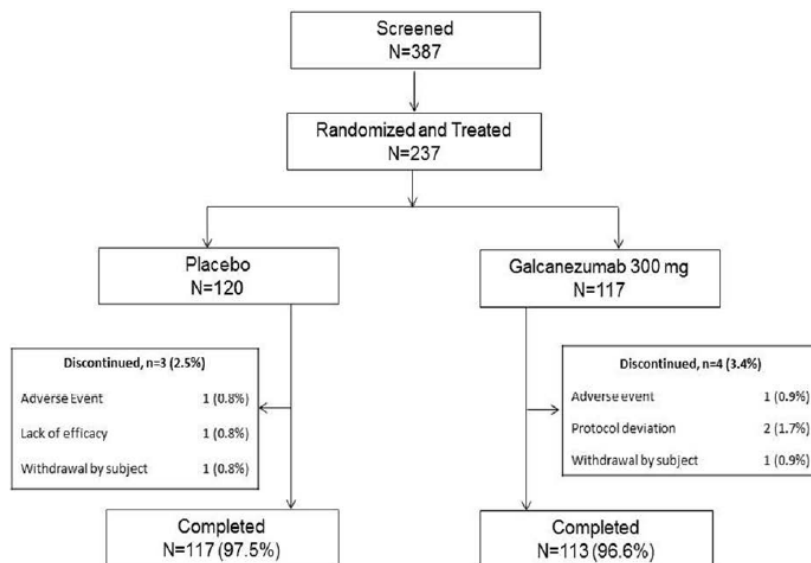 Screened
N=387
Randomized and Treated
N=237
Placebo
N=120
Galcanezumab 300 mg
N=117
Discontinued, n=3 (2.5%)
Adverse Event 1 (0.8%)
Lack of efficacy 1 (0.8%)
Withdrawal by subject 1 (0.8%)
Discontinued, n=4 (3.4%)
Adverse event 1 (0.9%)
Protocol deviation 2 (1.7%)
Withdrawal by subject 1 (0.9%)
Completed
N=117 (97.5%)
Completed
N=113 (96.6%)